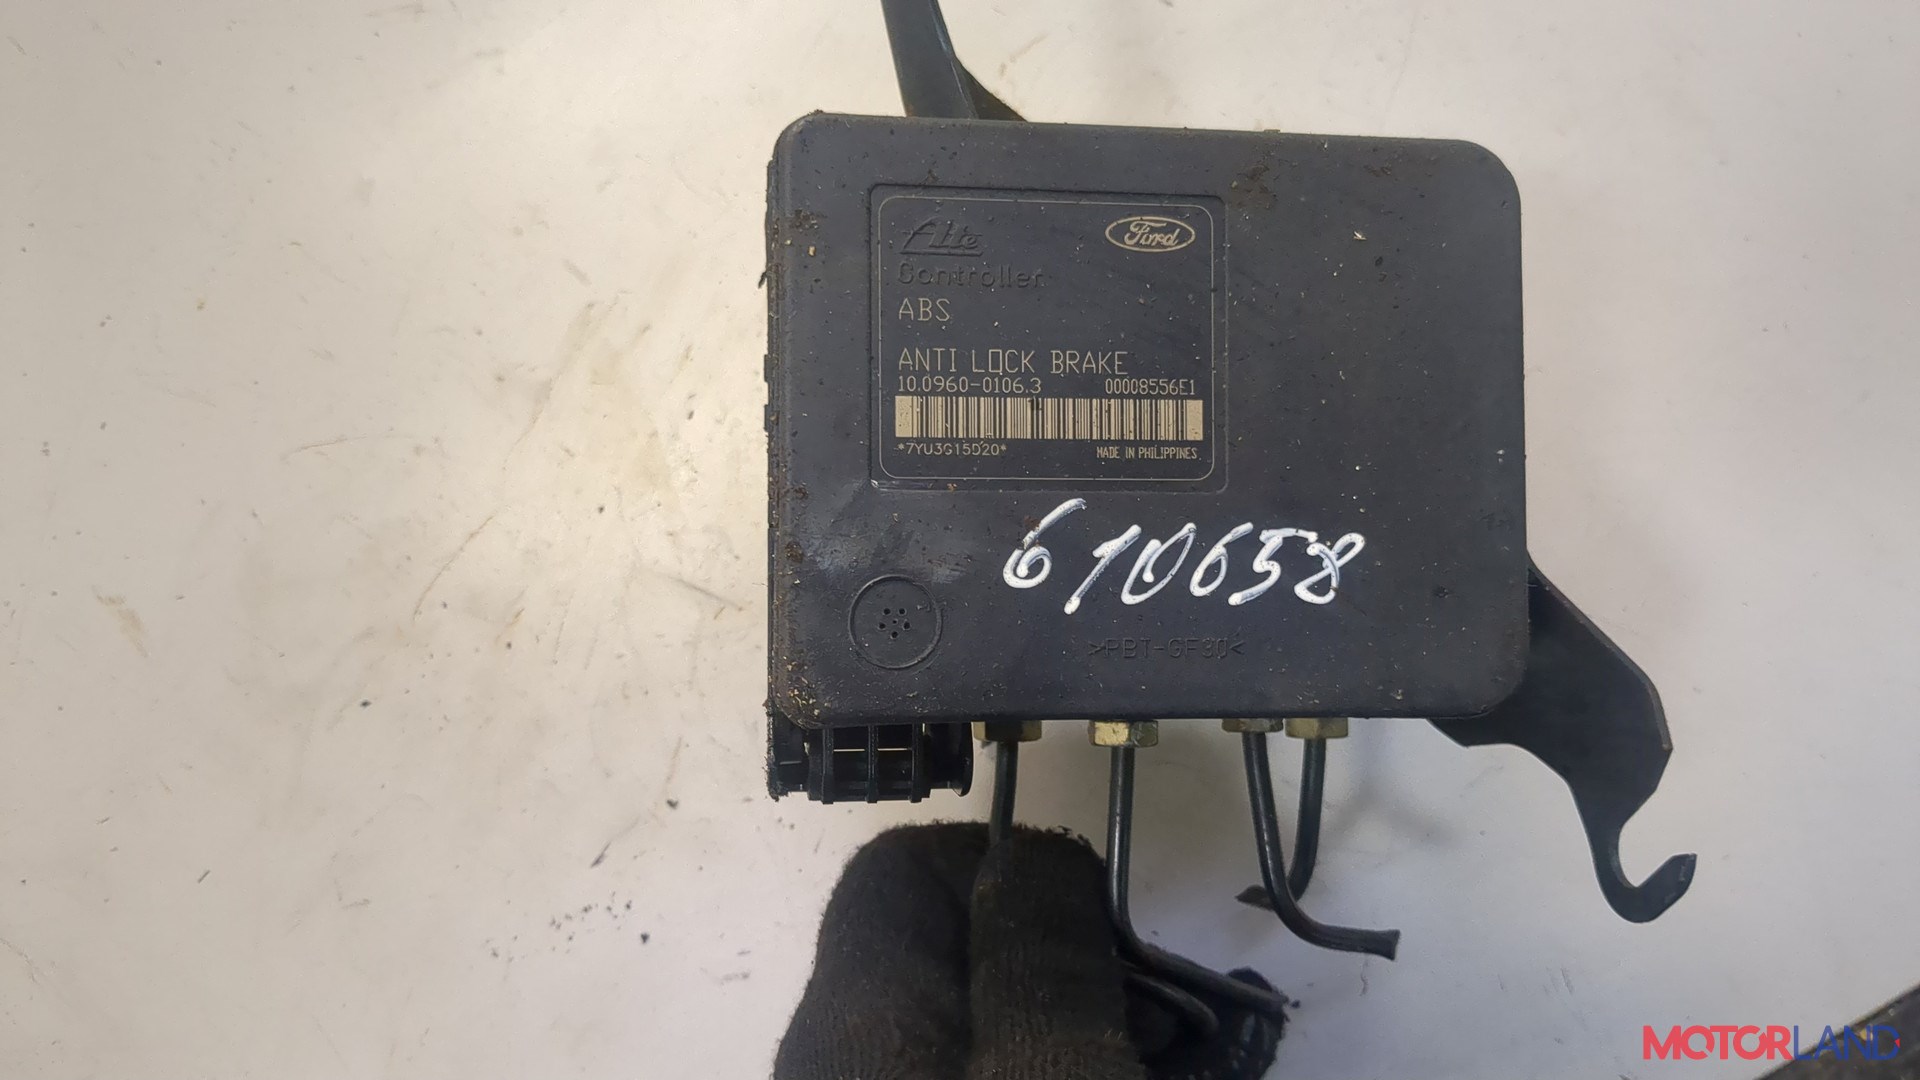 Ate
Ford
Controller
ABS
ANTI LOCK BRAKE
10.0960-0106.3 00008556E1
*7YU3G15D20* MADE IN PHILIPPINES
610658
>PBT-GF30<
MOTORLAND